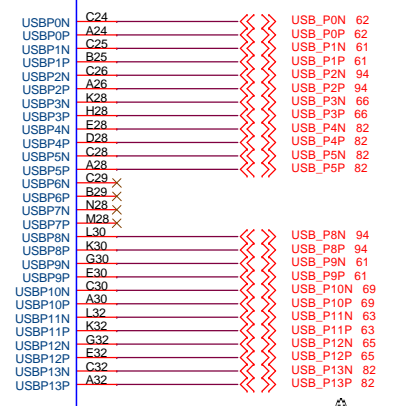 USBP0N C24 USB_P0N 62
USBP0P A24 USB_P0P 62
USBP1N C25 USB_P1N 61
USBP1P B25 USB_P1P 61
USBP2N C26 USB_P2N 94
USBP2P A26 USB_P2P 94
USBP3N K28 USB_P3N 66
USBP3P H28 USB_P3P 66
USBP4N E28 USB_P4N 82
USBP4P D28 USB_P4P 82
USBP5N C28 USB_P5N 82
USBP5P A28 USB_P5P 82
USBP6N C29
USBP6P B29
USBP7N N28
USBP7P M28
USBP8N L30 USB_P8N 94
USBP8P K30 USB_P8P 94
USBP9N G30 USB_P9N 61
USBP9P E30 USB_P9P 61
USBP10N C30 USB_P10N 69
USBP10P A30 USB_P10P 69
USBP11N L32 USB_P11N 63
USBP11P K32 USB_P11P 63
USBP12N G32 USB_P12N 65
USBP12P E32 USB_P12P 65
USBP13N C32 USB_P13N 82
USBP13P A32 USB_P13P 82